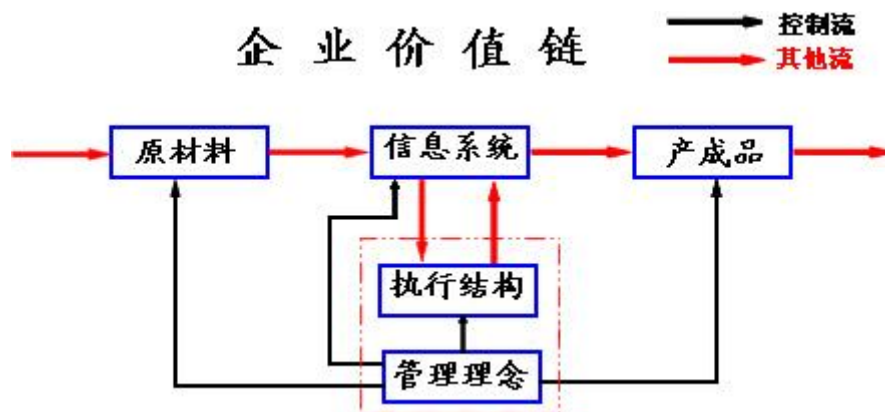 企业价值链
控制流
其他流
原材料
信息系统
产成品
执行结构
管理理念